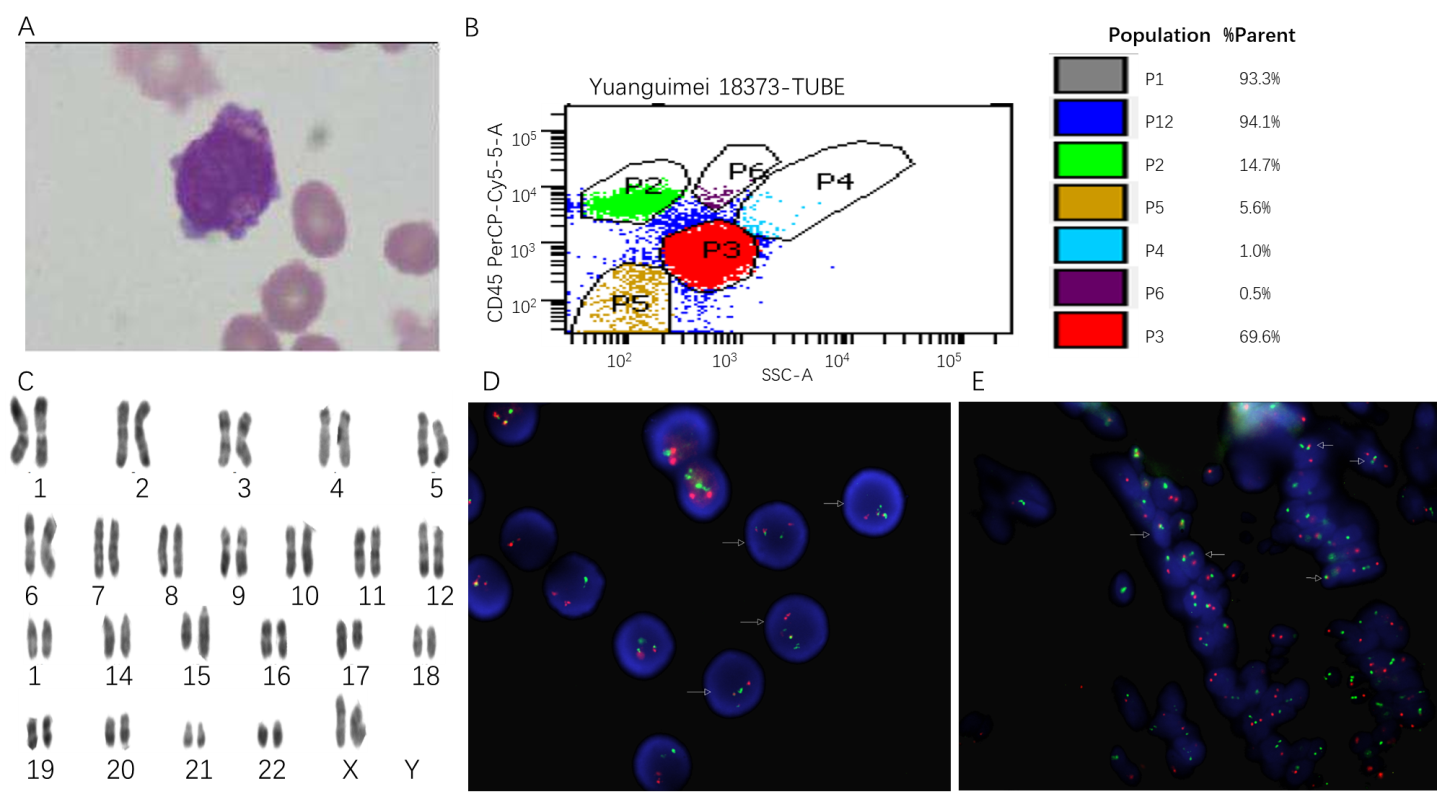 A
B
Yuanguimei 18373-TUBE
CD45 PerCP-Cy5-5-A
10⁵
10⁴
10³
10²
P2
P6
P4
P3
P5
10² 10³ 10⁴ 10⁵
SSC-A
Population %Parent
P1 93.3%
P12 94.1%
P2 14.7%
P5 5.6%
P4 1.0%
P6 0.5%
P3 69.6%
C
1 2 3 4 5
6 7 8 9 10 11 12
1 14 15 16 17 18
19 20 21 22 X Y
D
E